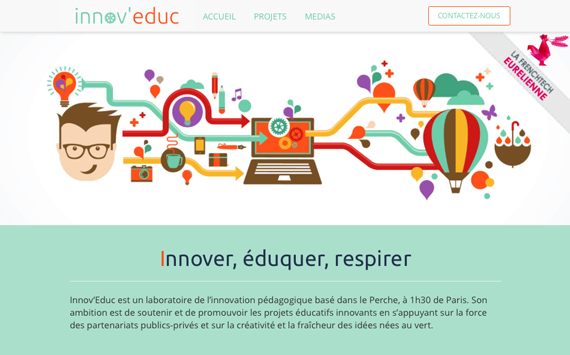 innov'educ
ACCUEIL PROJETS MEDIAS
CONTACTEZ-NOUS
LA FRENCHTECH
EURELIENNE
Innover, éduquer, respirer
Innov'Educ est un laboratoire de l'innovation pédagogique basé dans le Perche, à 1h30 de Paris. Son
ambition est de soutenir et de promouvoir les projets éducatifs innovants en s'appuyant sur la force
des partenariats publics-privés et sur la créativité et la fraîcheur des idées nées au vert.